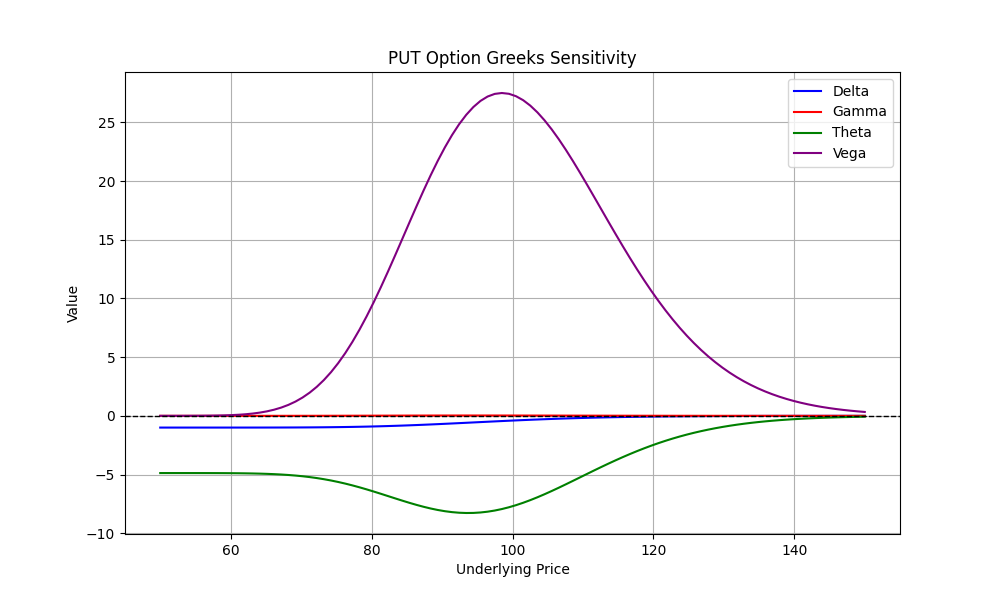 PUT Option Greeks Sensitivity
Delta
Gamma
Theta
Vega
Value
25
20
15
10
5
0
−5
−10
60 80 100 120 140
Underlying Price